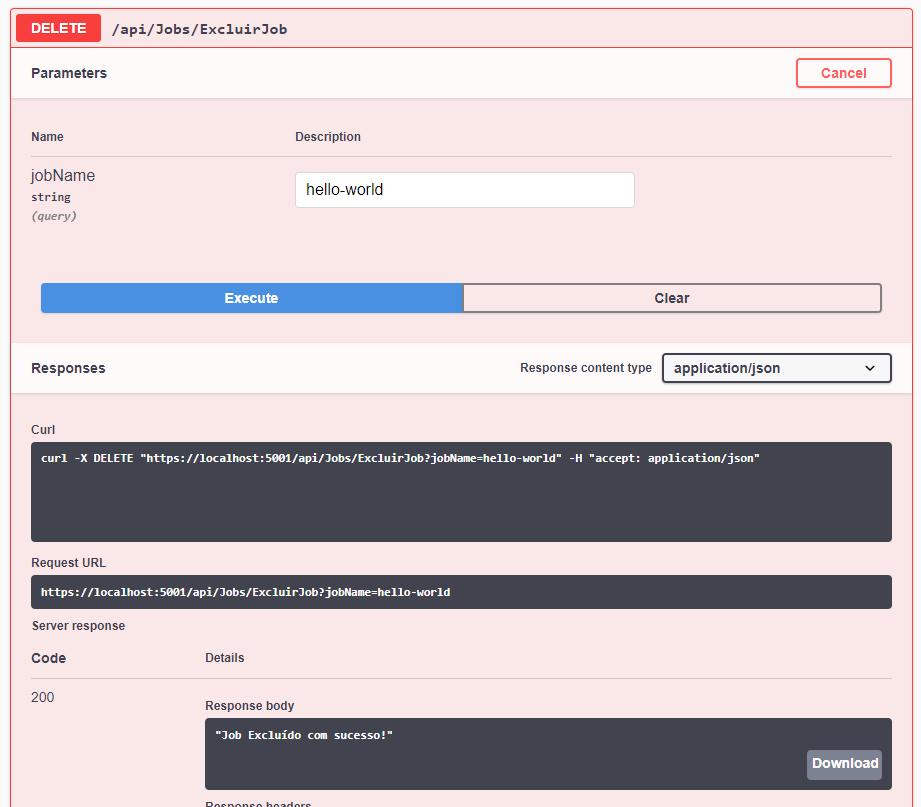 DELETE /api/Jobs/ExcluirJob
Parameters Cancel
Name Description
jobName
string
(query)
hello-world
Execute Clear
Responses Response content type application/json
Curl
curl -X DELETE "https://localhost:5001/api/Jobs/ExcluirJob?jobName=hello-world" -H "accept: application/json"
Request URL
https://localhost:5001/api/Jobs/ExcluirJob?jobName=hello-world
Server response
Code Details
200
Response body
"Job Excluído com sucesso!"
Download
Response headers